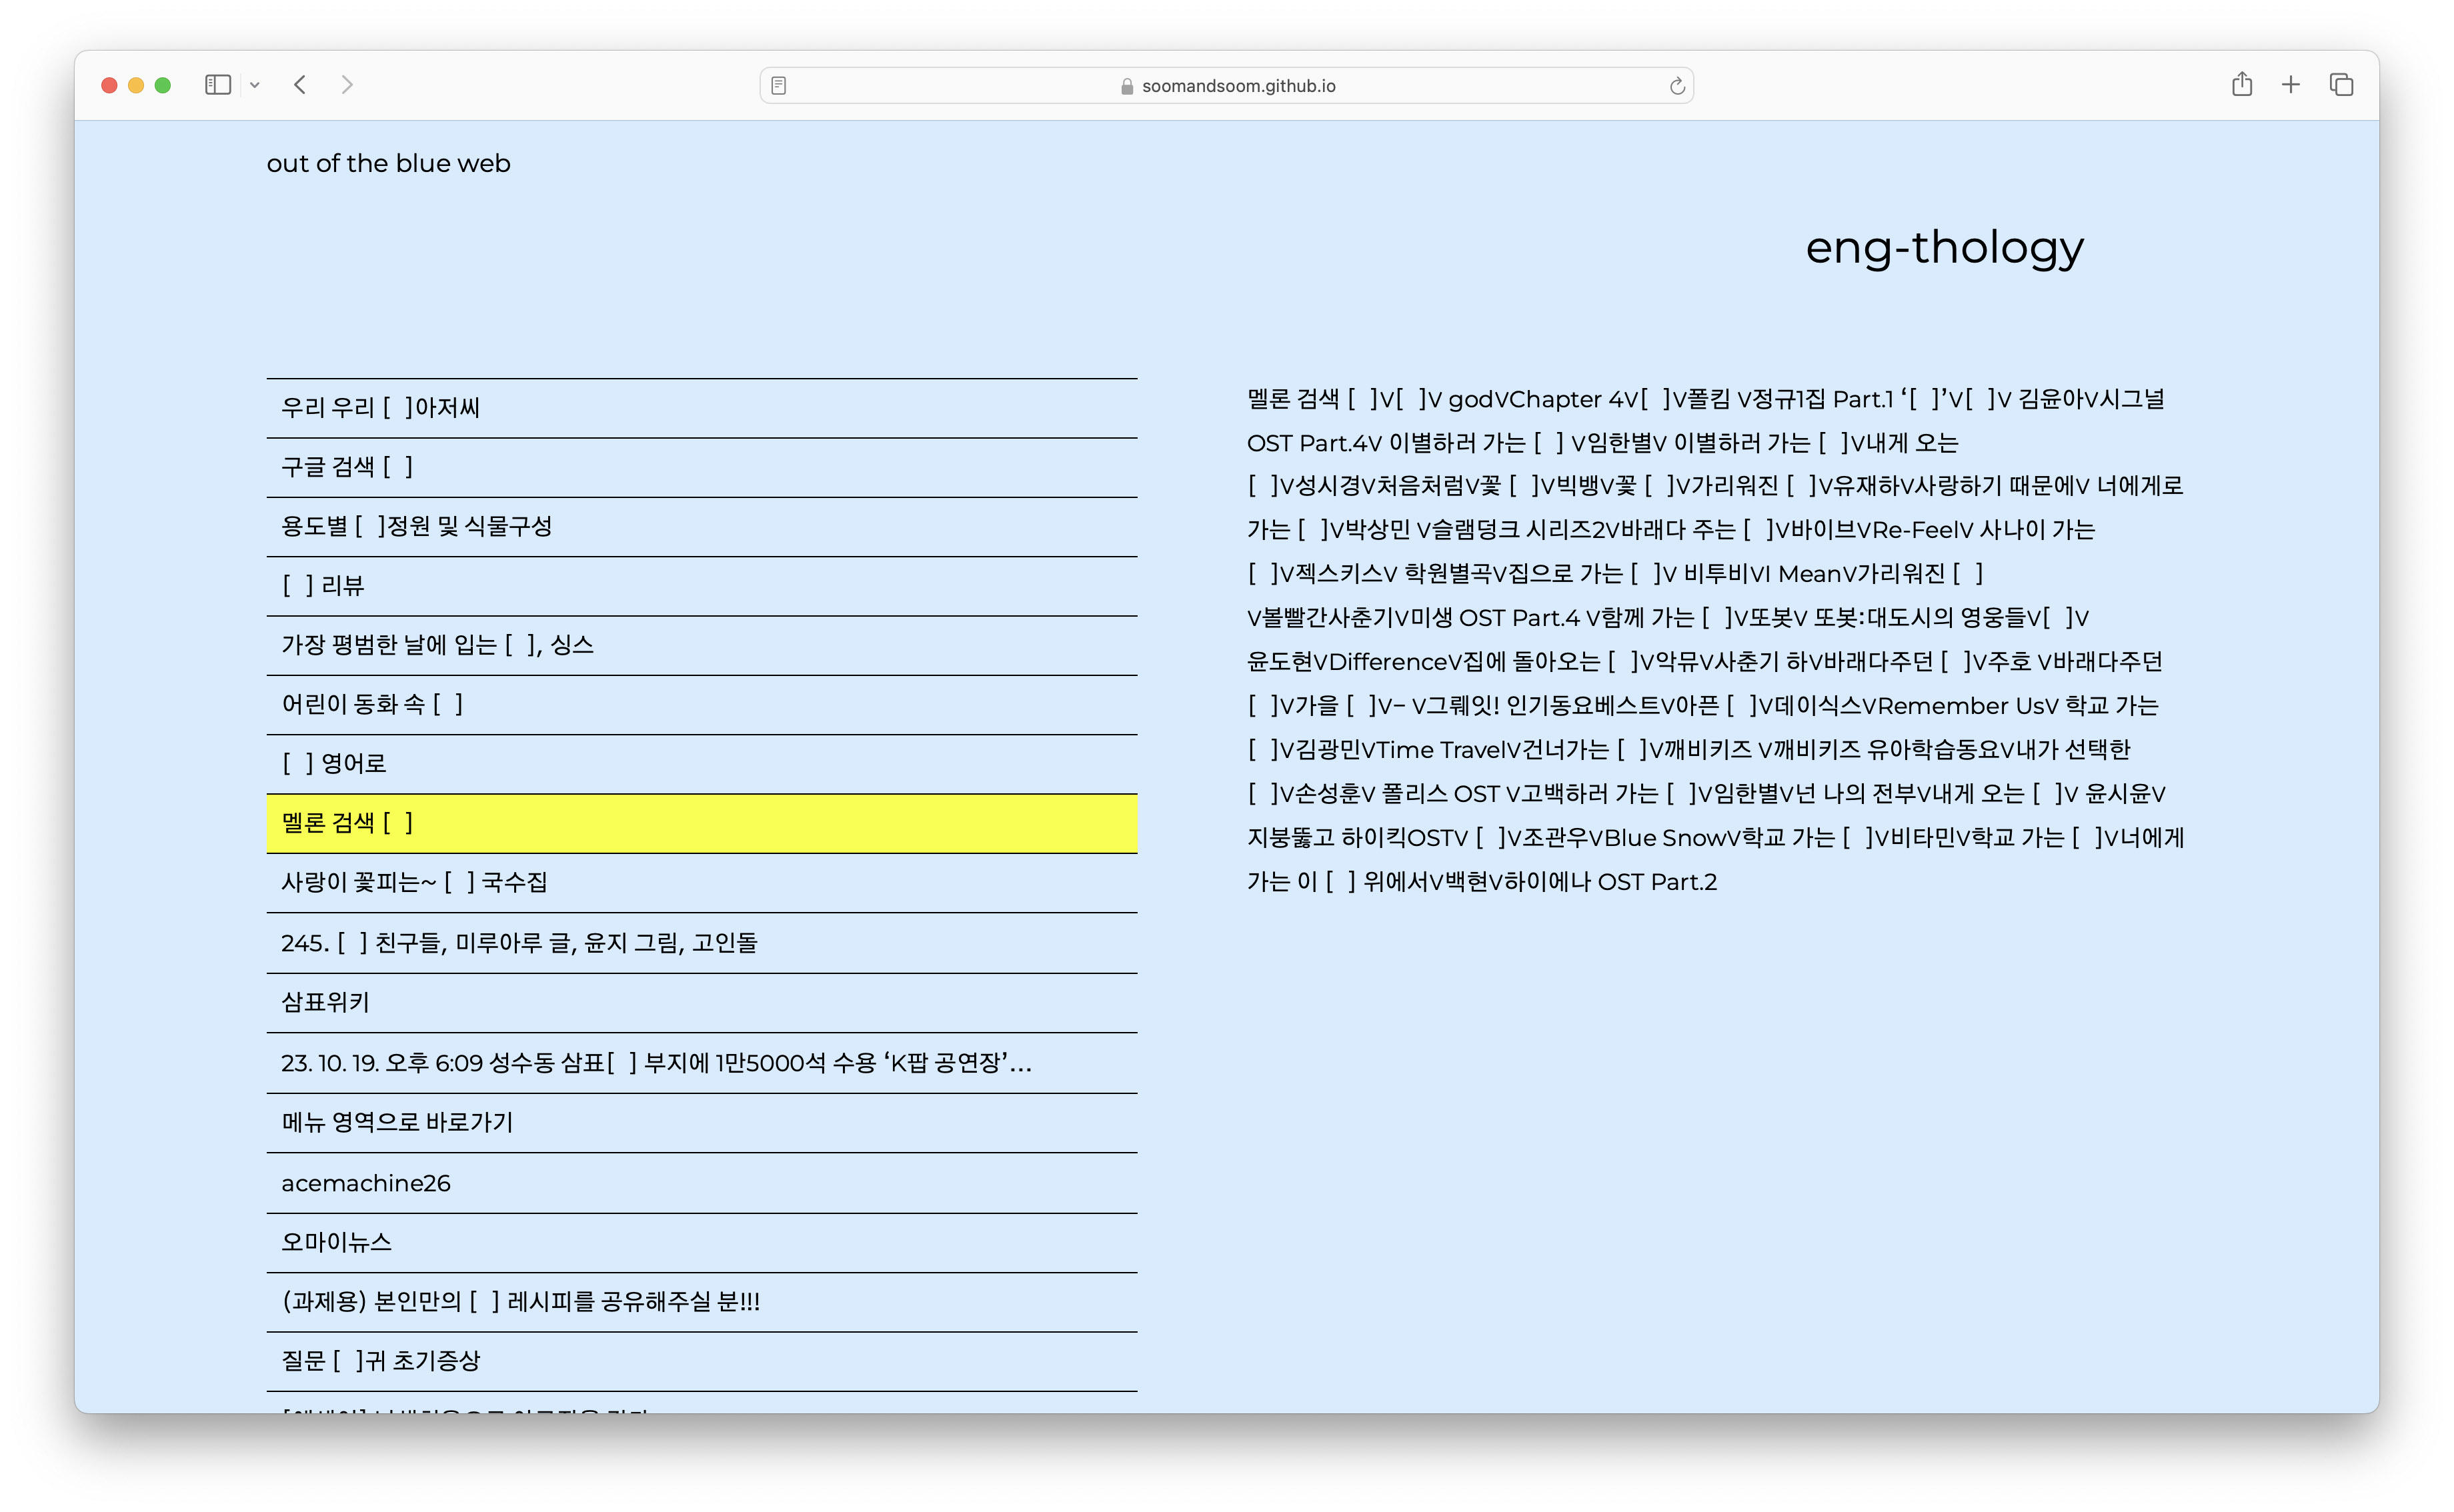 soomandsoom.github.io
out of the blue web
eng-thology
우리 우리 [  ]아저씨
구글 검색 [  ]
용도별 [  ]정원 및 식물구성
[  ] 리뷰
가장 평범한 날에 입는 [  ], 싱스
어린이 동화 속 [  ]
[  ] 영어로
멜론 검색 [  ]
사랑이 꽃피는~ [  ] 국수집
245. [  ] 친구들, 미루아루 글, 윤지 그림, 고인돌
삼표위키
23. 10. 19. 오후 6:09 성수동 삼표[  ] 부지에 1만5000석 수용 ‘K팝 공연장’...
메뉴 영역으로 바로가기
acemachine26
오마이뉴스
(과제용) 본인만의 [  ] 레시피를 공유해주실 분!!!
질문 [  ]귀 초기증상
멜론 검색 [  ]V[  ]V godVChapter 4V[  ]V폴킴 V정규1집 Part.1 ‘[  ]’V[  ]V 김윤아V시그널
OST Part.4V 이별하러 가는 [  ] V임한별V 이별하러 가는 [  ]V내게 오는
[  ]V성시경V처음처럼V꽃 [  ]V빅뱅V꽃 [  ]V가리워진 [  ]V유재하V사랑하기 때문에V 너에게로
가는 [  ]V박상민 V슬램덩크 시리즈2V바래다 주는 [  ]V바이브VRe-FeelV 사나이 가는
[  ]V젝스키스V 학원별곡V집으로 가는 [  ]V 비투비VI MeanV가리워진 [  ]
V볼빨간사춘기V미생 OST Part.4 V함께 가는 [  ]V또봇V 또봇:대도시의 영웅들V[  ]V
윤도현VDifferenceV집에 돌아오는 [  ]V악뮤V사춘기 하V바래다주던 [  ]V주호 V바래다주던
[  ]V가을 [  ]V– V그뤠잇! 인기동요베스트V아픈 [  ]V데이식스VRemember UsV 학교 가는
[  ]V김광민VTime TravelV건너가는 [  ]V깨비키즈 V깨비키즈 유아학습동요V내가 선택한
[  ]V손성훈V 폴리스 OST V고백하러 가는 [  ]V임한별V넌 나의 전부V내게 오는 [  ]V 윤시윤V
지붕뚫고 하이킥OSTV [  ]V조관우VBlue SnowV학교 가는 [  ]V비타민V학교 가는 [  ]V너에게
가는 이 [  ] 위에서V백현V하이에나 OST Part.2